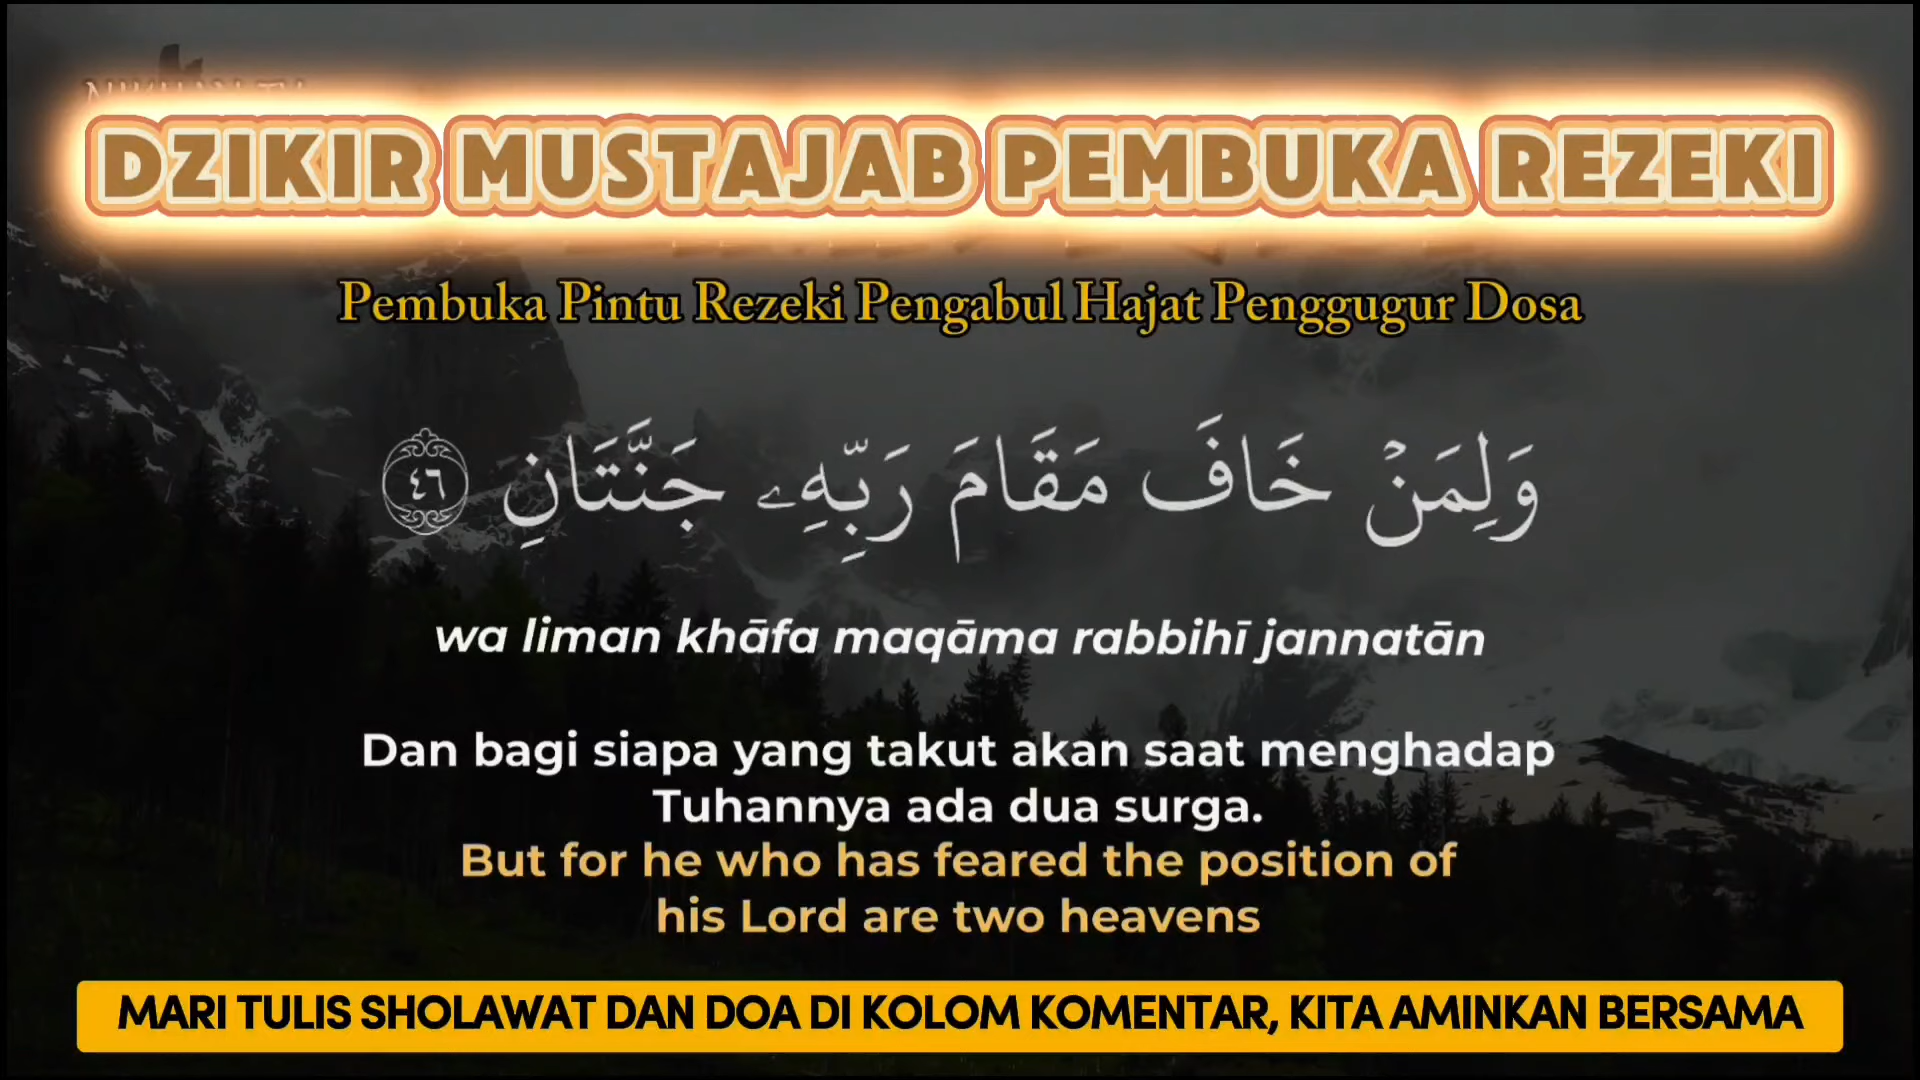 DZIKIR MUSTAJAB PEMBUKA REZEKI
Pembuka Pintu Rezeki Pengabul Hajat Penggugur Dosa
وَلِمَنْ خَافَ مَقَامَ رَبِّهِۦ جَنَّتَانِ ٤٦
wa liman khāfa maqāma rabbihī jannatān
Dan bagi siapa yang takut akan saat menghadap
Tuhannya ada dua surga.
But for he who has feared the position of
his Lord are two heavens
MARI TULIS SHOLAWAT DAN DOA DI KOLOM KOMENTAR, KITA AMINKAN BERSAMA